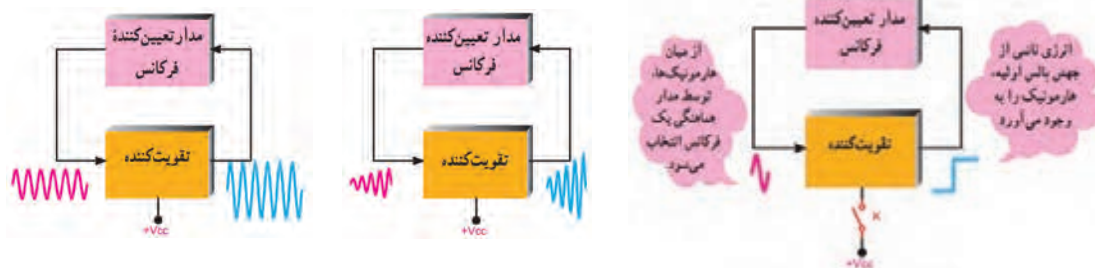 مدار تعیین‌کننده
فرکانس
انرژی ناشی از
جهش پالس اولیه،
هارمونیک را به
وجود می‌آورد
از میان
هارمونیک‌ها،
توسط مدار
هماهنگی یک
فرکانس انتخاب
می‌شود.
تقویت‌کننده
+Vcc
مدار تعیین‌کننده
فرکانس
تقویت‌کننده
+Vcc
مدار تعیین‌کنندهٔ
فرکانس
تقویت‌کننده
+Vcc